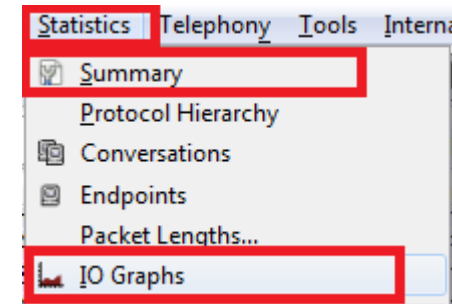 Statistics Telephony Tools Interna
Summary
Protocol Hierarchy
Conversations
Endpoints
Packet Lengths...
IO Graphs